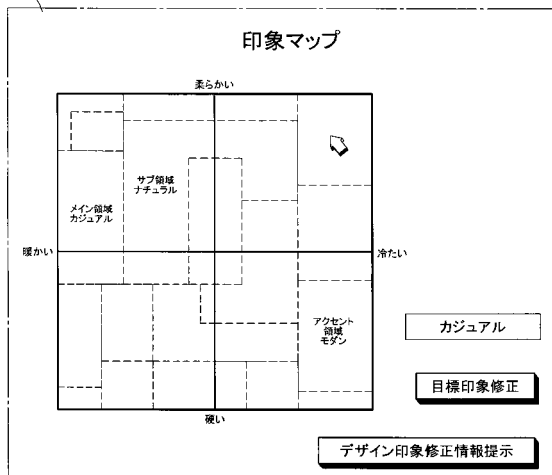 印象マップ
柔らかい
サブ領域
ナチュラル
メイン領域
カジュアル
暖かい
冷たい
アクセント
領域
モダン
カジュアル
目標印象修正
硬い
デザイン印象修正情報提示